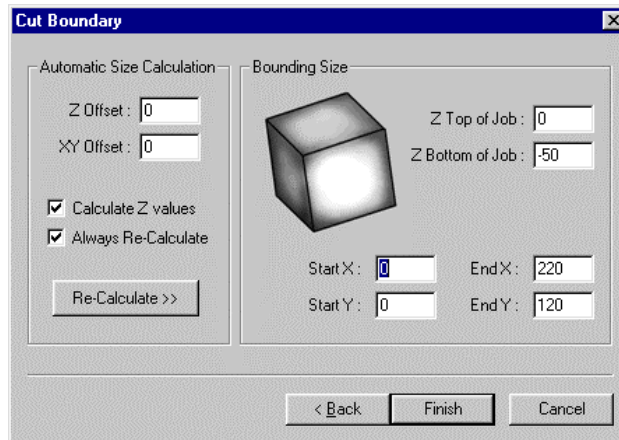 Cut Boundary
Automatic Size Calculation
Z Offset : 0
XY Offset : 0
Calculate Z values
Always Re-Calculate
Re-Calculate >>
Bounding Size
Z Top of Job : 0
Z Bottom of Job : -50
Start X : 0 End X : 220
Start Y : 0 End Y : 120
< Back Finish Cancel